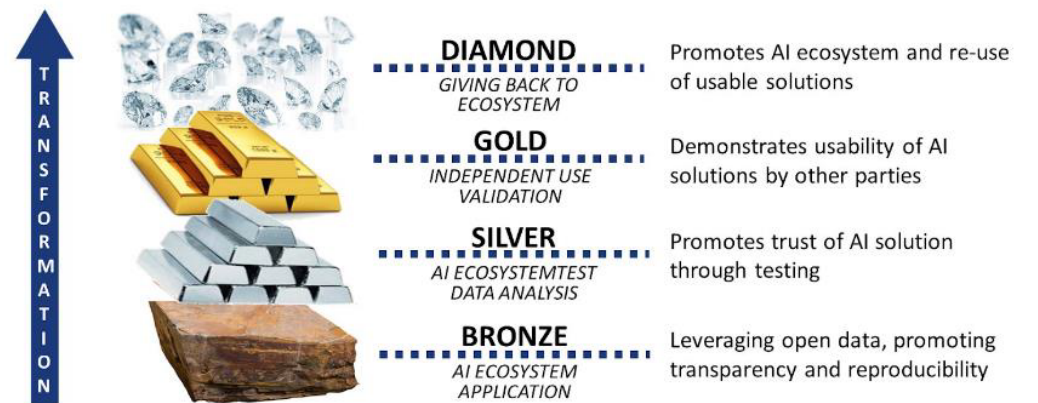 TRANSFORMATION
DIAMOND
GIVING BACK TO
ECOSYSTEM
Promotes AI ecosystem and re-use
of usable solutions
GOLD
INDEPENDENT USE
VALIDATION
Demonstrates usability of AI
solutions by other parties
SILVER
AI ECOSYSTEMTEST
DATA ANALYSIS
Promotes trust of AI solution
through testing
BRONZE
AI ECOSYSTEM
APPLICATION
Leveraging open data, promoting
transparency and reproducibility